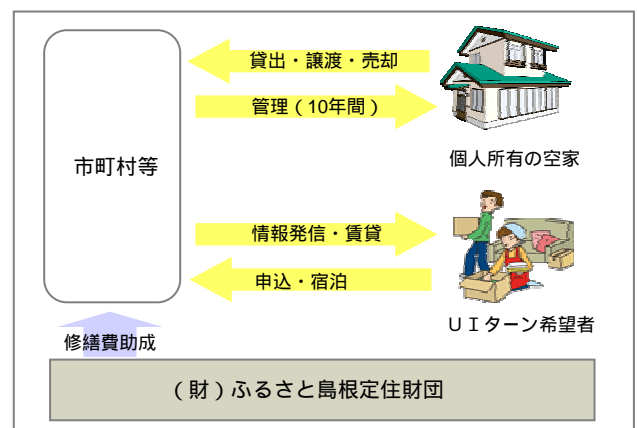 貸出・譲渡・売却
管理（10年間）
個人所有の空家
市町村等
情報発信・賃貸
申込・宿泊
ＵＩターン希望者
修繕費助成
（財）ふるさと島根定住財団